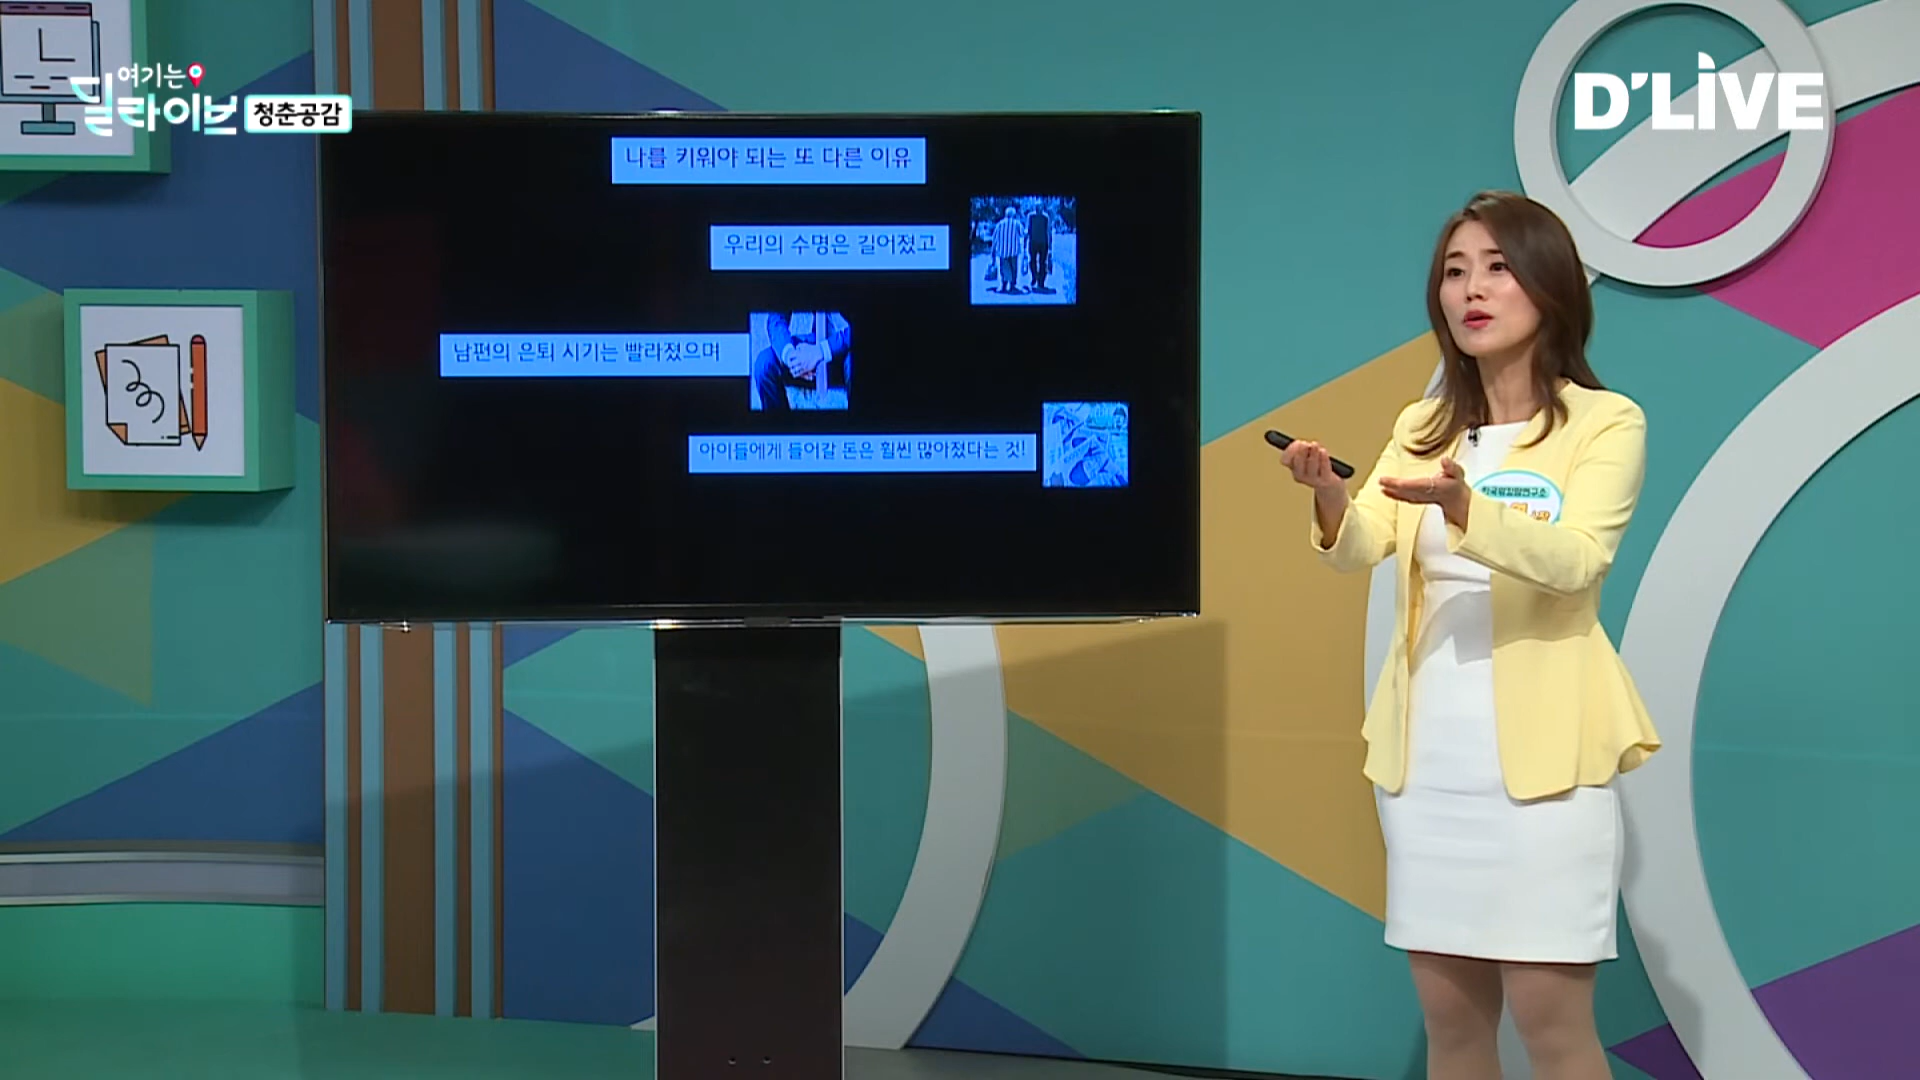 여기는
딜라이브 청춘공감
D'LIVE
나를 키워야 되는 또 다른 이유
우리의 수명은 길어졌고
남편의 은퇴 시기는 빨라졌으며
아이들에게 들어갈 돈은 훨씬 많아졌다는 것!